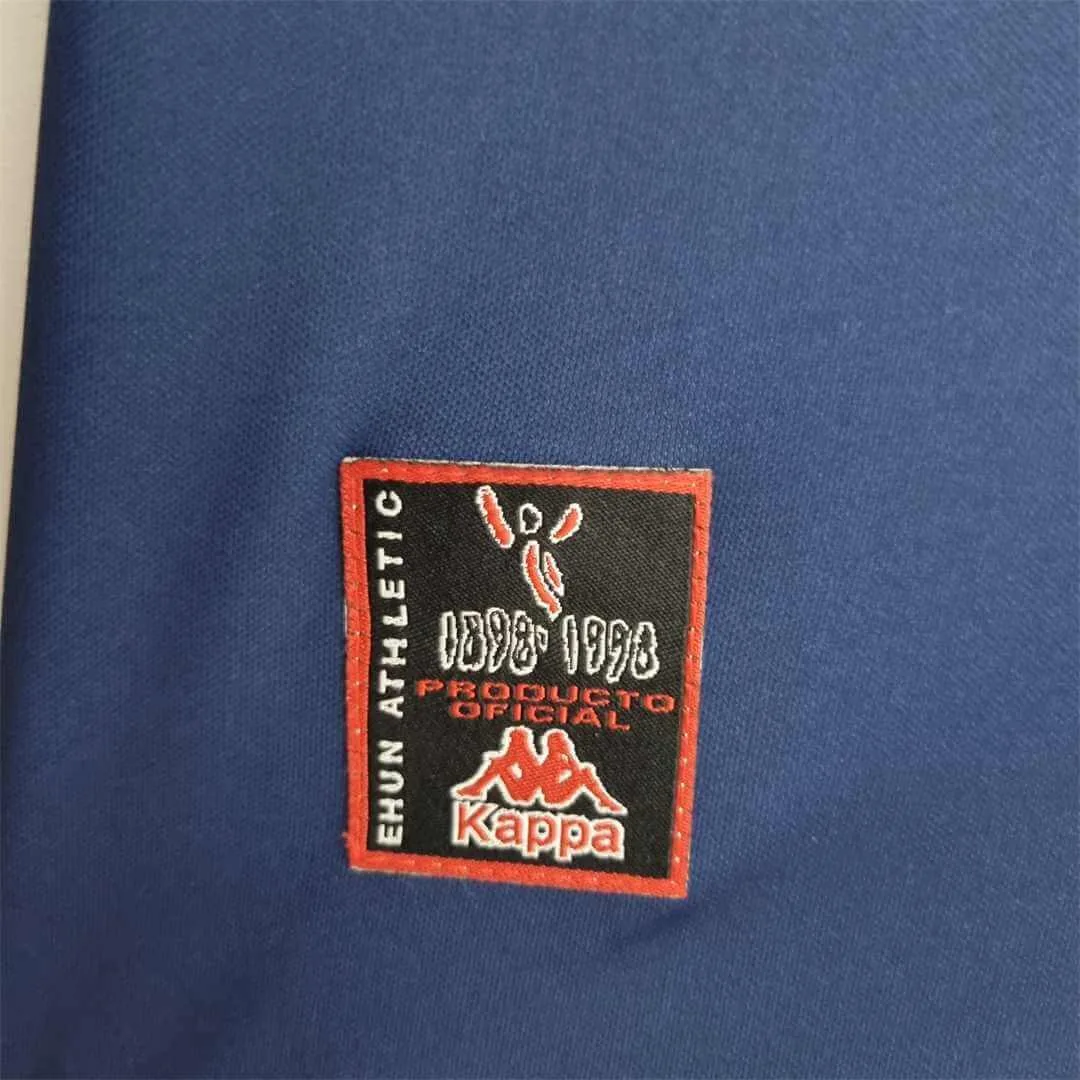 EHUN ATHLETIC
1898-1998
PRODUCTO
OFICIAL
Kappa